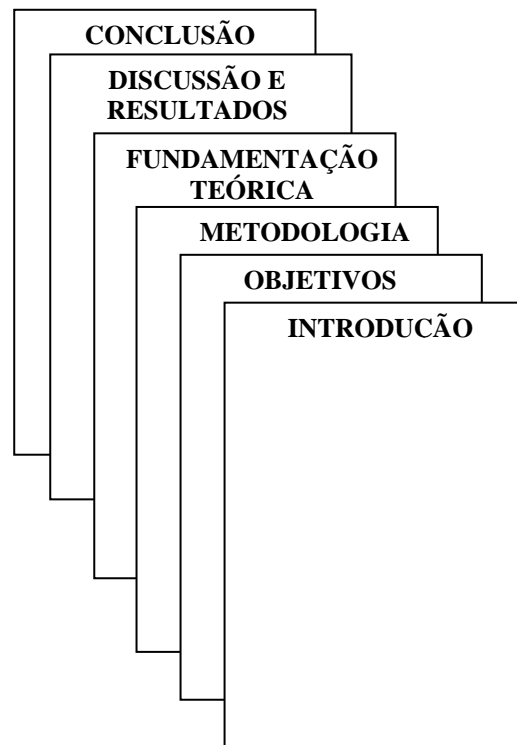 CONCLUSÃO
DISCUSSÃO E
RESULTADOS
FUNDAMENTAÇÃO
TEÓRICA
METODOLOGIA
OBJETIVOS
INTRODUCÃO